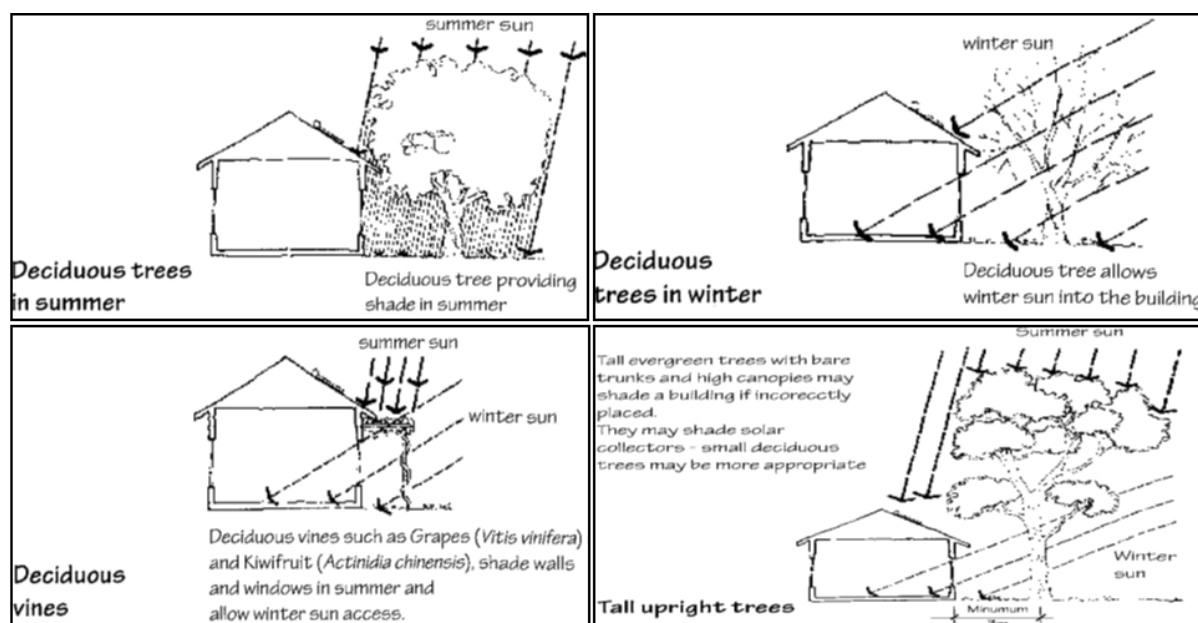 summer sun
Deciduous trees
in summer
Deciduous tree providing
shade in summer
winter sun
Deciduous
trees in winter
Deciduous tree allows
winter sun into the building
summer sun
winter sun
Deciduous vines such as Grapes (Vitis vinifera)
and Kiwifruit (Actinidia chinensis), shade walls
and windows in summer and
allow winter sun access.
Deciduous
vines
Summer sun
Tall evergreen trees with bare
trunks and high canopies may
shade a building if incorecctly
placed.
They may shade solar
collectors - small deciduous
trees may be more appropriate
Winter
sun
Tall upright trees
Minumum